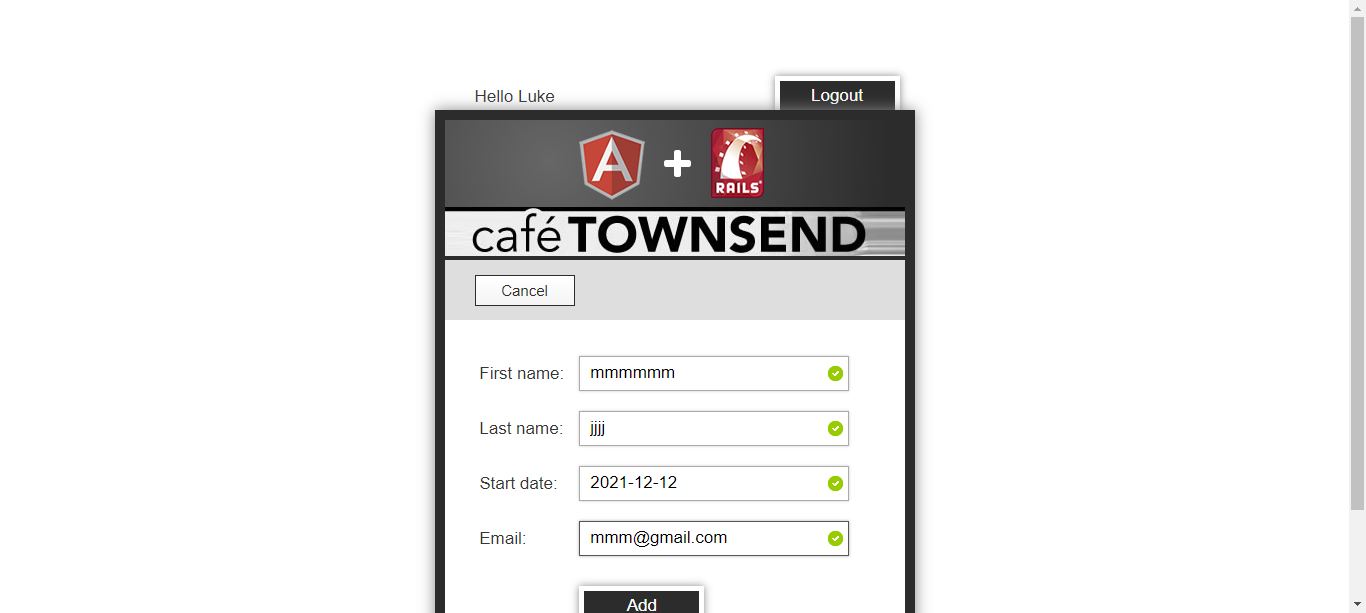 Hello Luke
Logout
A
RAILS
café TOWNSEND
Cancel
First name: mmmmmm
Last name: jjjj
Start date: 2021-12-12
Email: mmm@gmail.com
Add